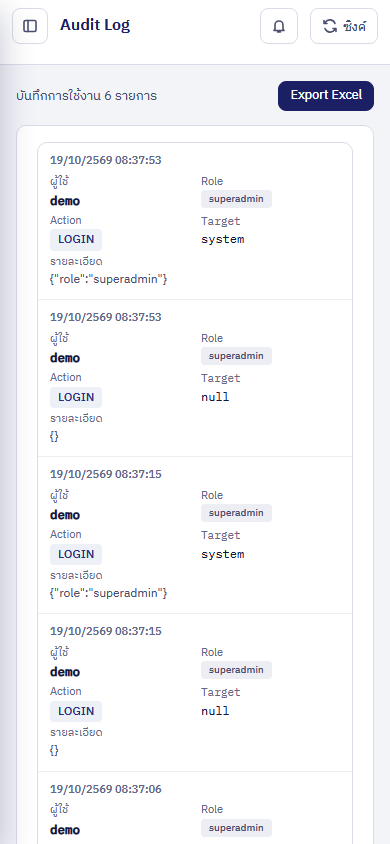 Audit Log
ซิงค์
บันทึกการใช้งาน 6 รายการ
Export Excel
19/10/2569 08:37:53
ผู้ใช้ Role
demo superadmin
Action Target
LOGIN system
รายละเอียด
{"role":"superadmin"}
19/10/2569 08:37:53
ผู้ใช้ Role
demo superadmin
Action Target
LOGIN null
รายละเอียด
{}
19/10/2569 08:37:15
ผู้ใช้ Role
demo superadmin
Action Target
LOGIN system
รายละเอียด
{"role":"superadmin"}
19/10/2569 08:37:15
ผู้ใช้ Role
demo superadmin
Action Target
LOGIN null
รายละเอียด
{}
19/10/2569 08:37:06
ผู้ใช้ Role
demo superadmin